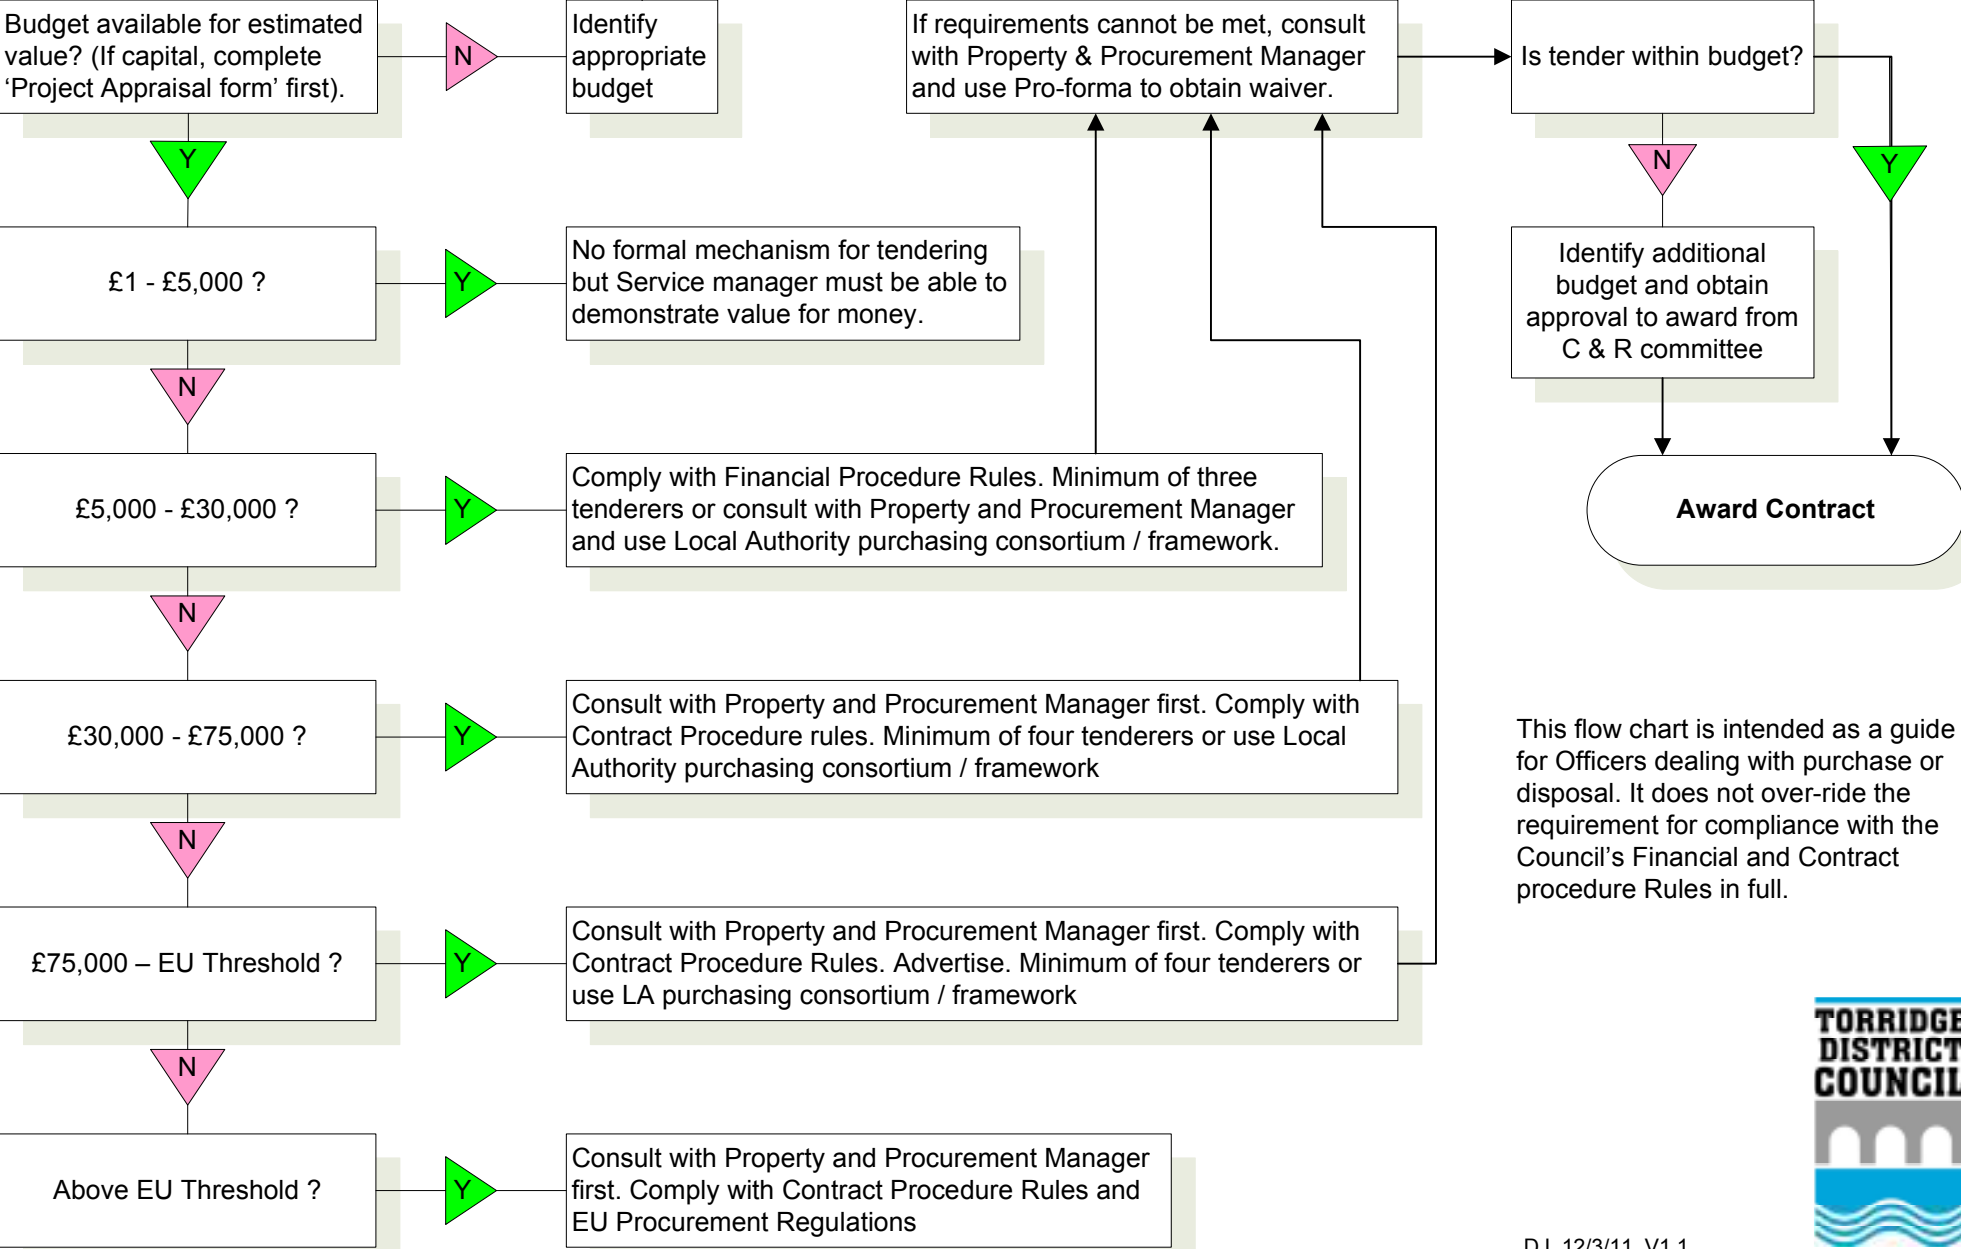 Budget available for estimated
value? (If capital, complete
‘Project Appraisal form’ first).
N
Identify
appropriate
budget
If requirements cannot be met, consult
with Property & Procurement Manager
and use Pro-forma to obtain waiver.
Is tender within budget?
Y
N
Y
£1 - £5,000 ?
Y
No formal mechanism for tendering
but Service manager must be able to
demonstrate value for money.
Identify additional
budget and obtain
approval to award from
C & R committee
N
£5,000 - £30,000 ?
Y
Comply with Financial Procedure Rules. Minimum of three
tenderers or consult with Property and Procurement Manager
and use Local Authority purchasing consortium / framework.
Award Contract
N
£30,000 - £75,000 ?
Y
Consult with Property and Procurement Manager first. Comply with
Contract Procedure rules. Minimum of four tenderers or use Local
Authority purchasing consortium / framework
This flow chart is intended as a guide
for Officers dealing with purchase or
disposal. It does not over-ride the
requirement for compliance with the
Council’s Financial and Contract
procedure Rules in full.
N
£75,000 – EU Threshold ?
Y
Consult with Property and Procurement Manager first. Comply with
Contract Procedure Rules. Advertise. Minimum of four tenderers or
use LA purchasing consortium / framework
N
Above EU Threshold ?
Y
Consult with Property and Procurement Manager
first. Comply with Contract Procedure Rules and
EU Procurement Regulations
TORRIDGE
DISTRICT
COUNCIL
D.L 12/3/11 V1.1